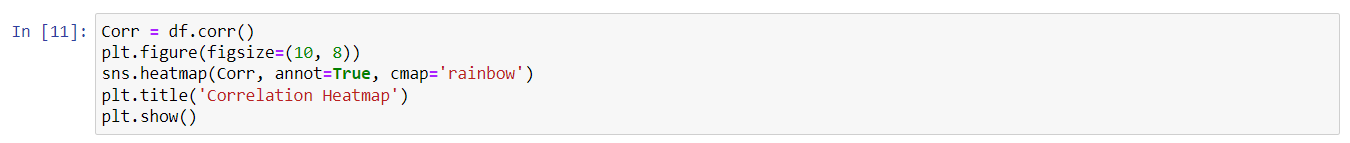 In [11]: Corr = df.corr()
plt.figure(figsize=(10, 8))
sns.heatmap(Corr, annot=True, cmap='rainbow')
plt.title('Correlation Heatmap')
plt.show()